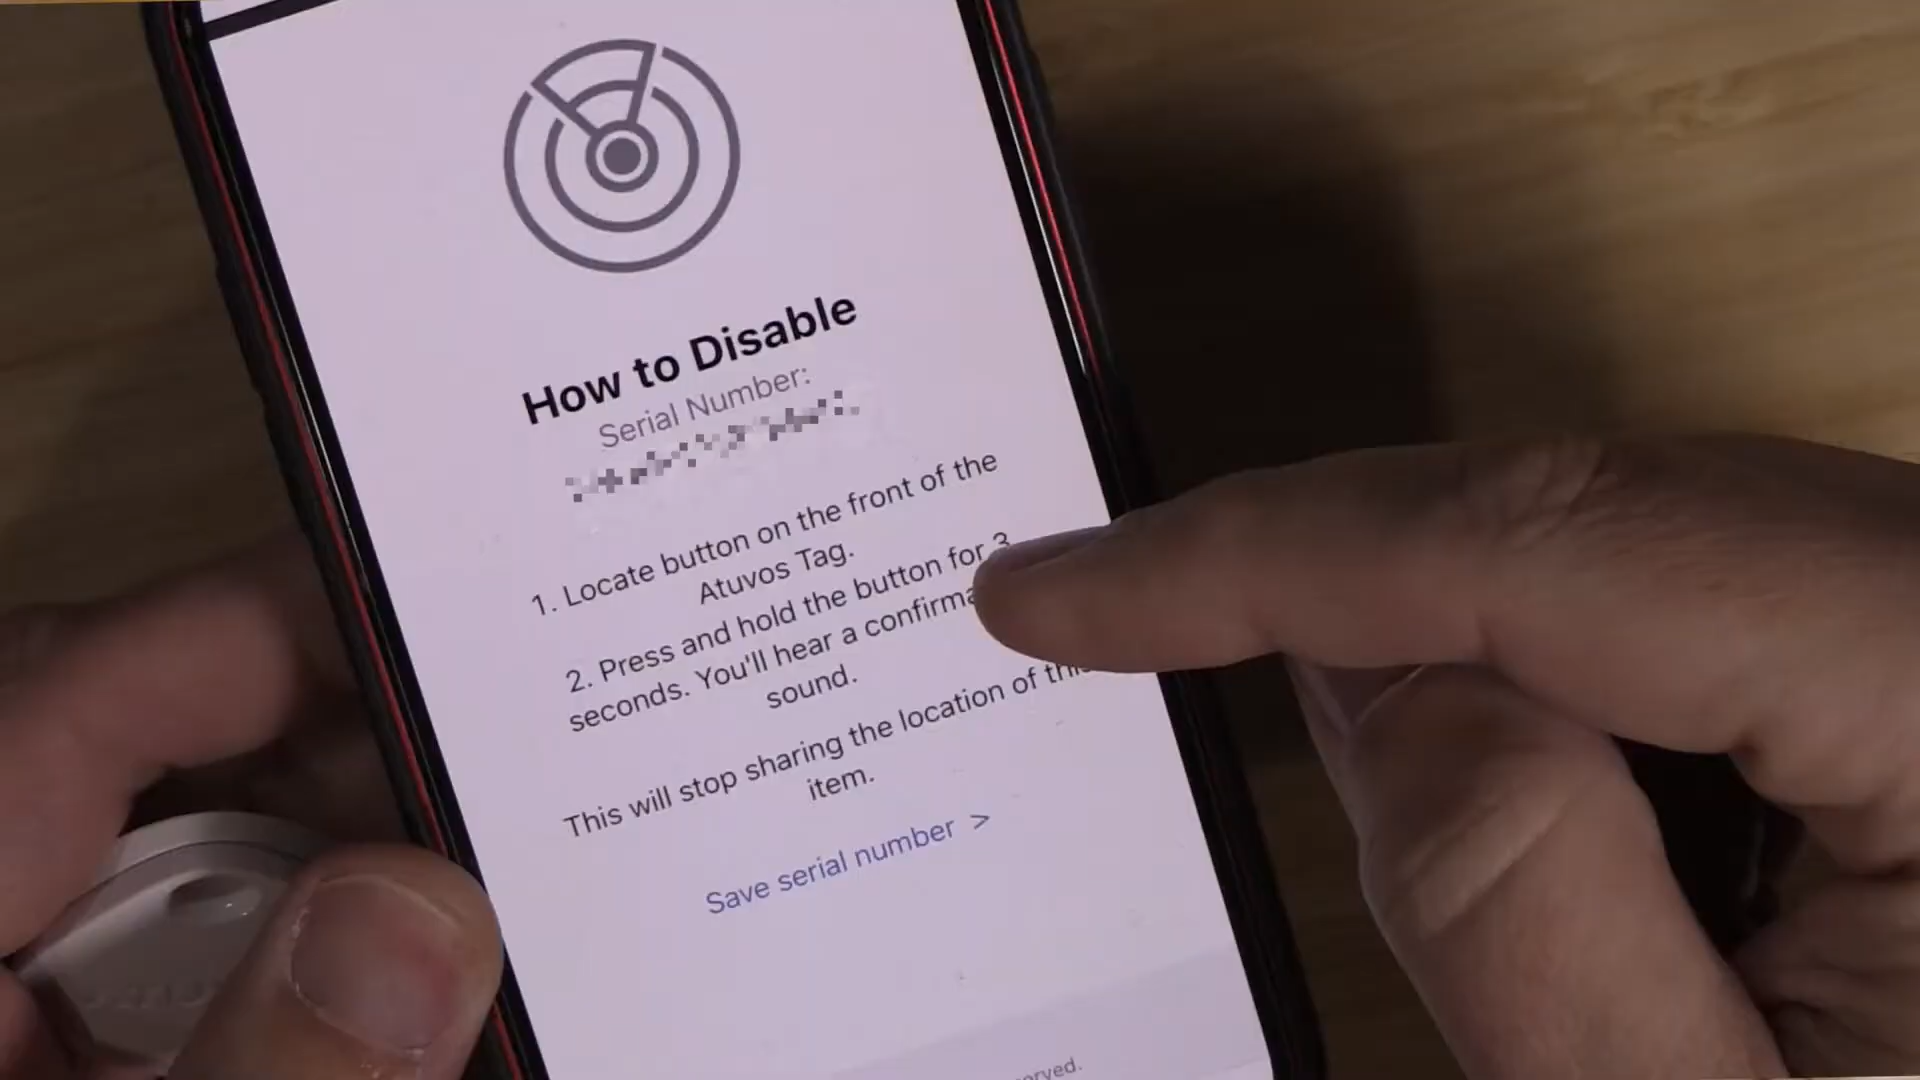 How to Disable
Serial Number:
1. Locate button on the front of the
Atuvos Tag.
2. Press and hold the button for 3
seconds. You'll hear a
sound.
This will stop sharing the location of this
item.
Save serial number >